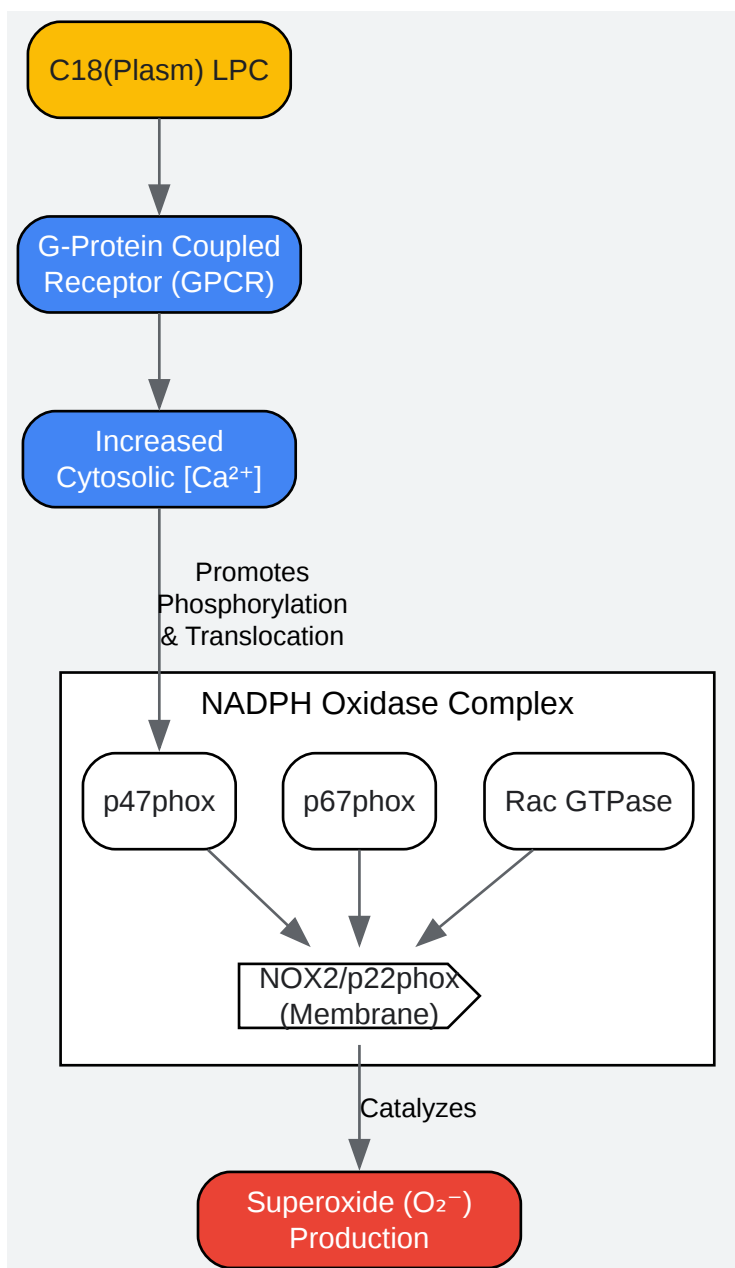 C18(Plasm) LPC
G-Protein Coupled
Receptor (GPCR)
Increased
Cytosolic [Ca²⁺]
Promotes
Phosphorylation
& Translocation
NADPH Oxidase Complex
p47phox
p67phox
Rac GTPase
NOX2/p22phox
(Membrane)
Catalyzes
Superoxide (O₂⁻)
Production